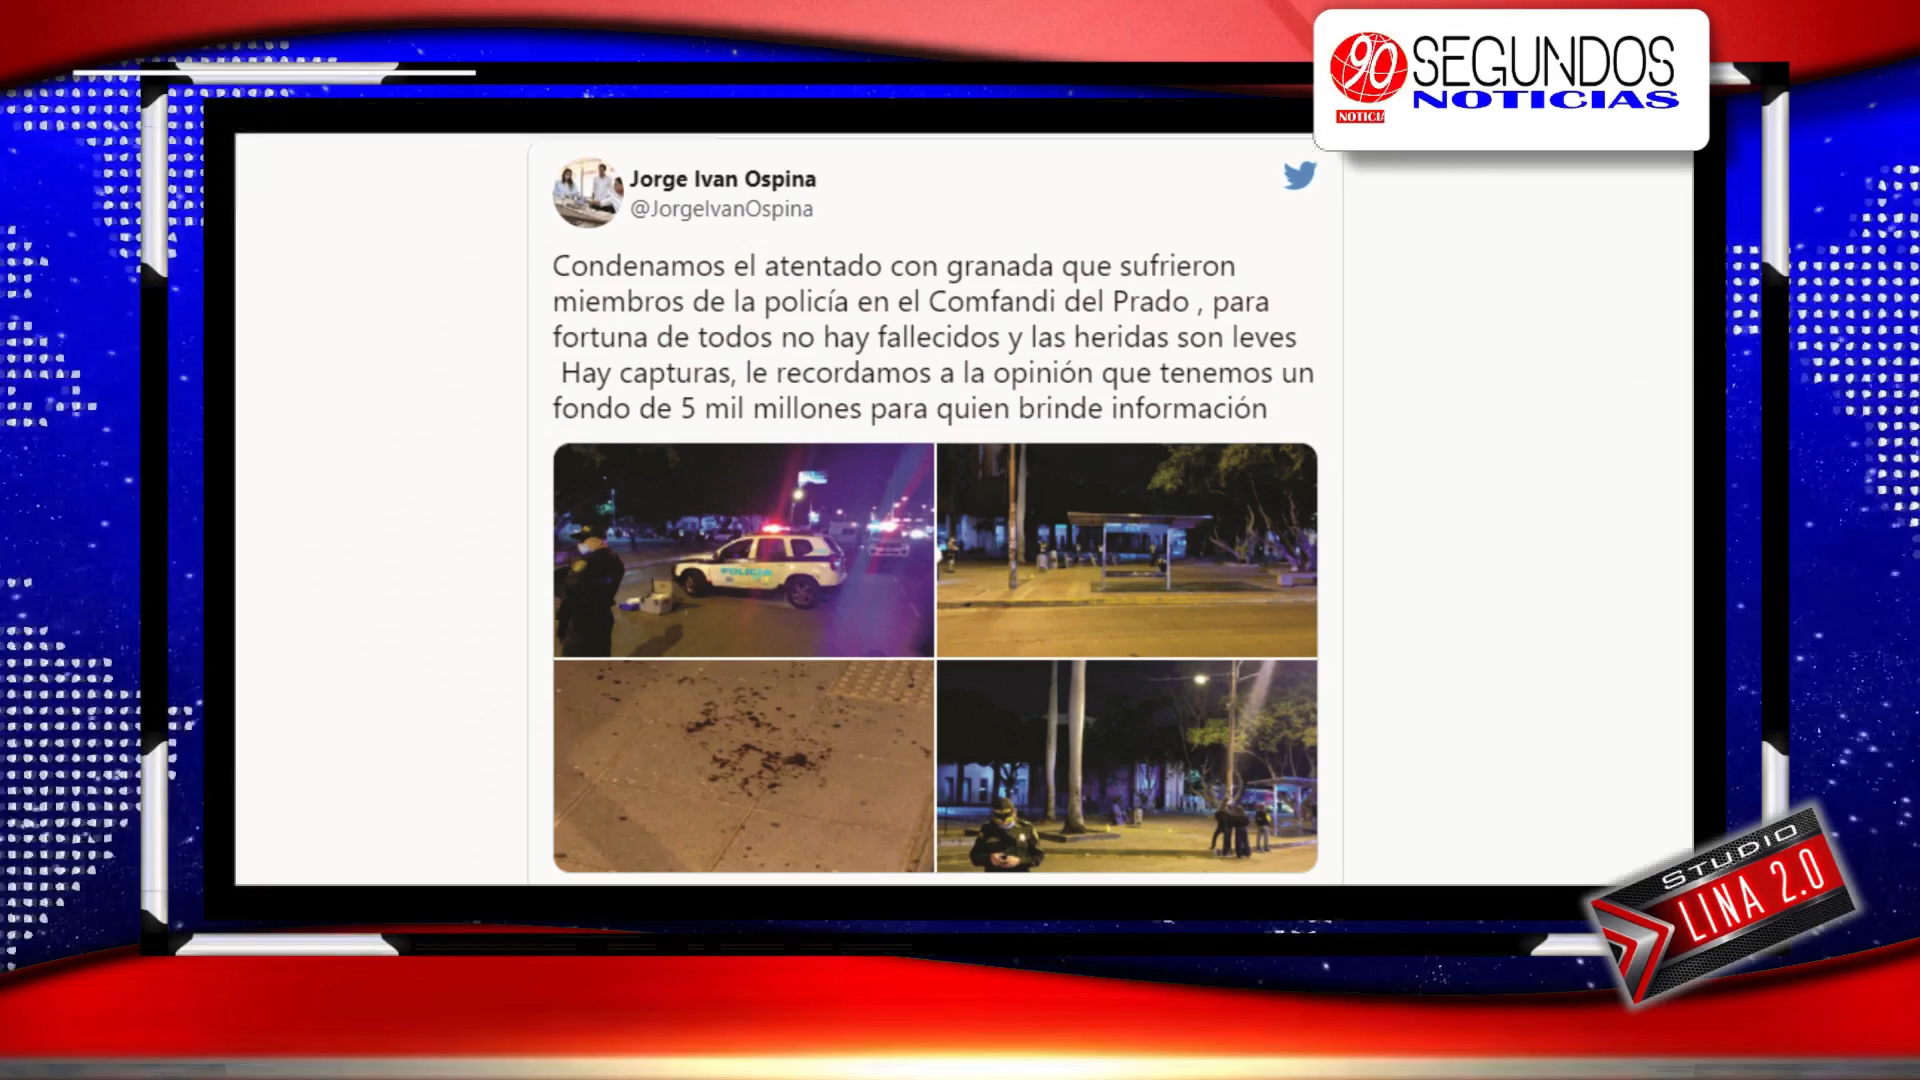 90 SEGUNDOS
NOTICIAS
NOTICIA
Jorge Ivan Ospina
@JorgeIvanOspina
Condenamos el atentado con granada que sufrieron
miembros de la policía en el Comfandi del Prado , para
fortuna de todos no hay fallecidos y las heridas son leves
Hay capturas, le recordamos a la opinión que tenemos un
fondo de 5 mil millones para quien brinde información
POLICIA
STUDIO
LINA 2.0